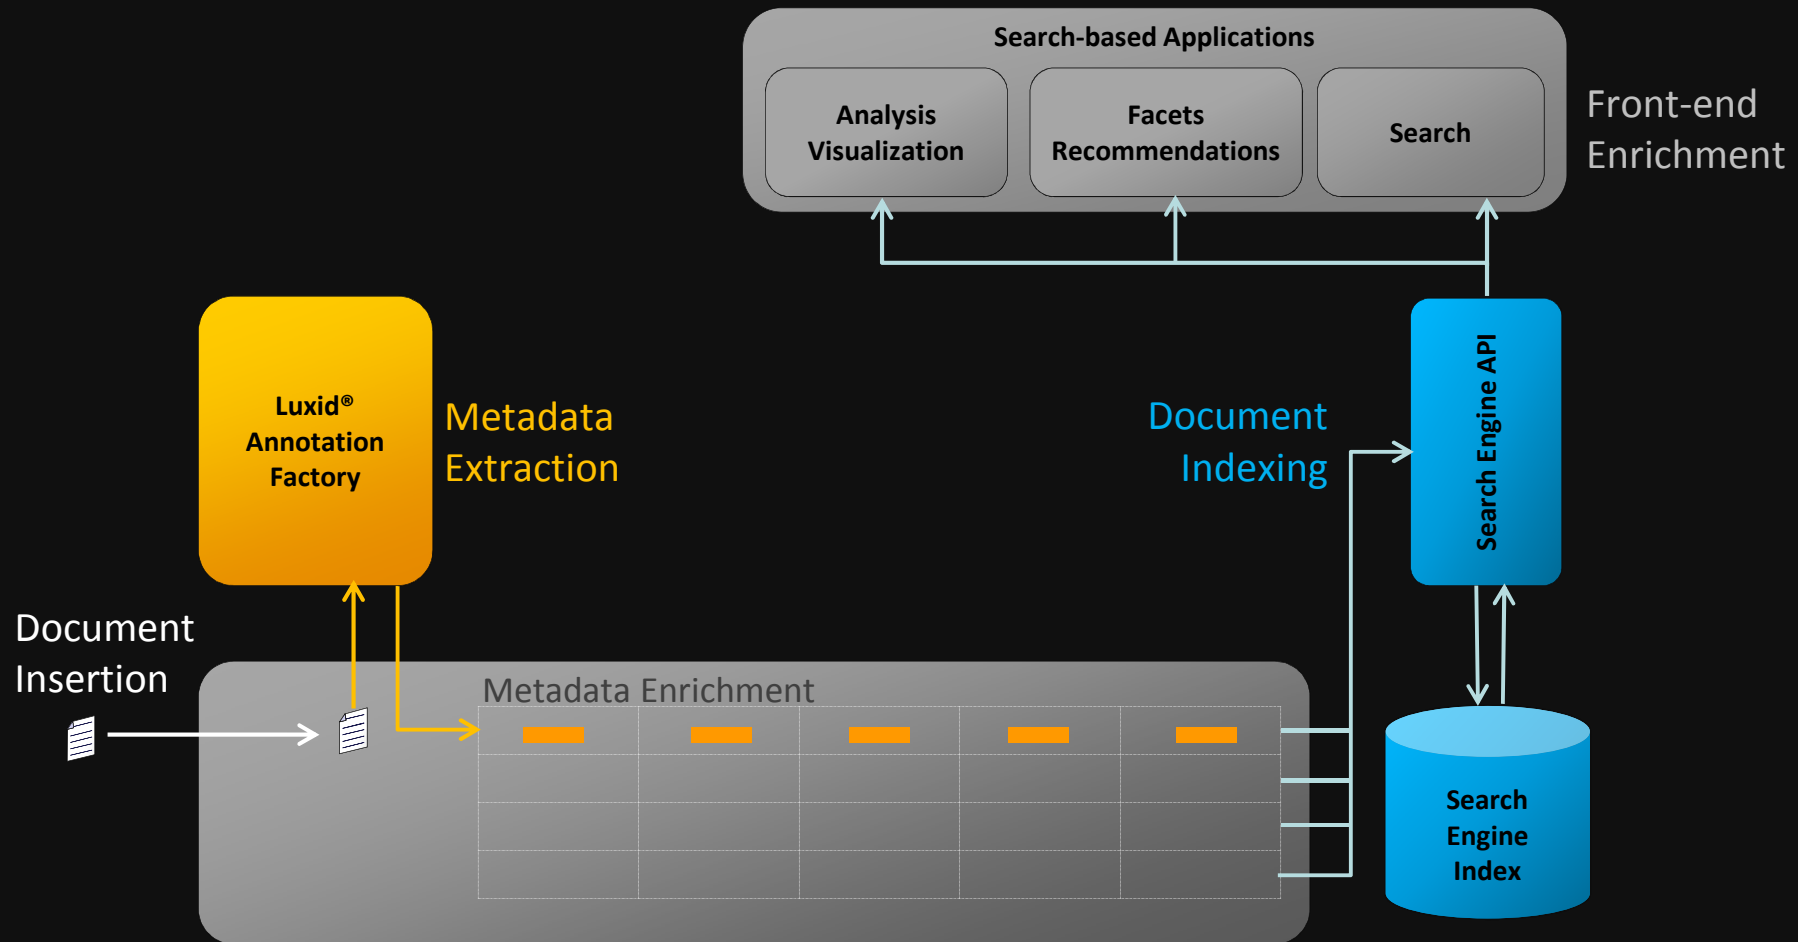 Search-based Applications
Analysis
Visualization
Facets
Recommendations
Search
Front-end
Enrichment
Luxid®
Annotation
Factory
Metadata
Extraction
Document
Indexing
Search Engine API
Document
Insertion
Metadata Enrichment
Search
Engine
Index